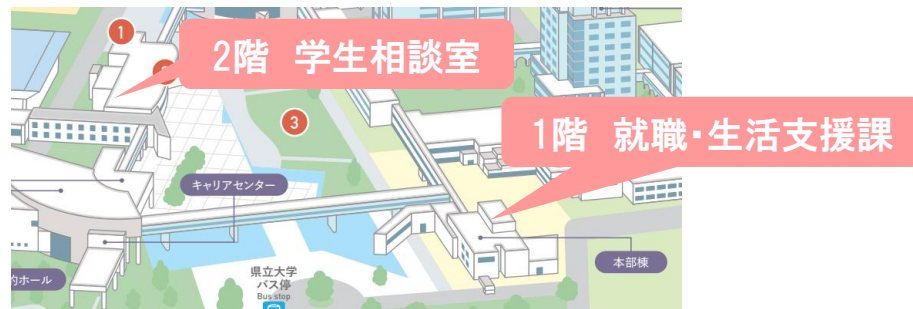 1
2階 学生相談室
3
1階 就職・生活支援課
キャリアセンター
本部棟
県立大学
バス停
Bus stop
ホール